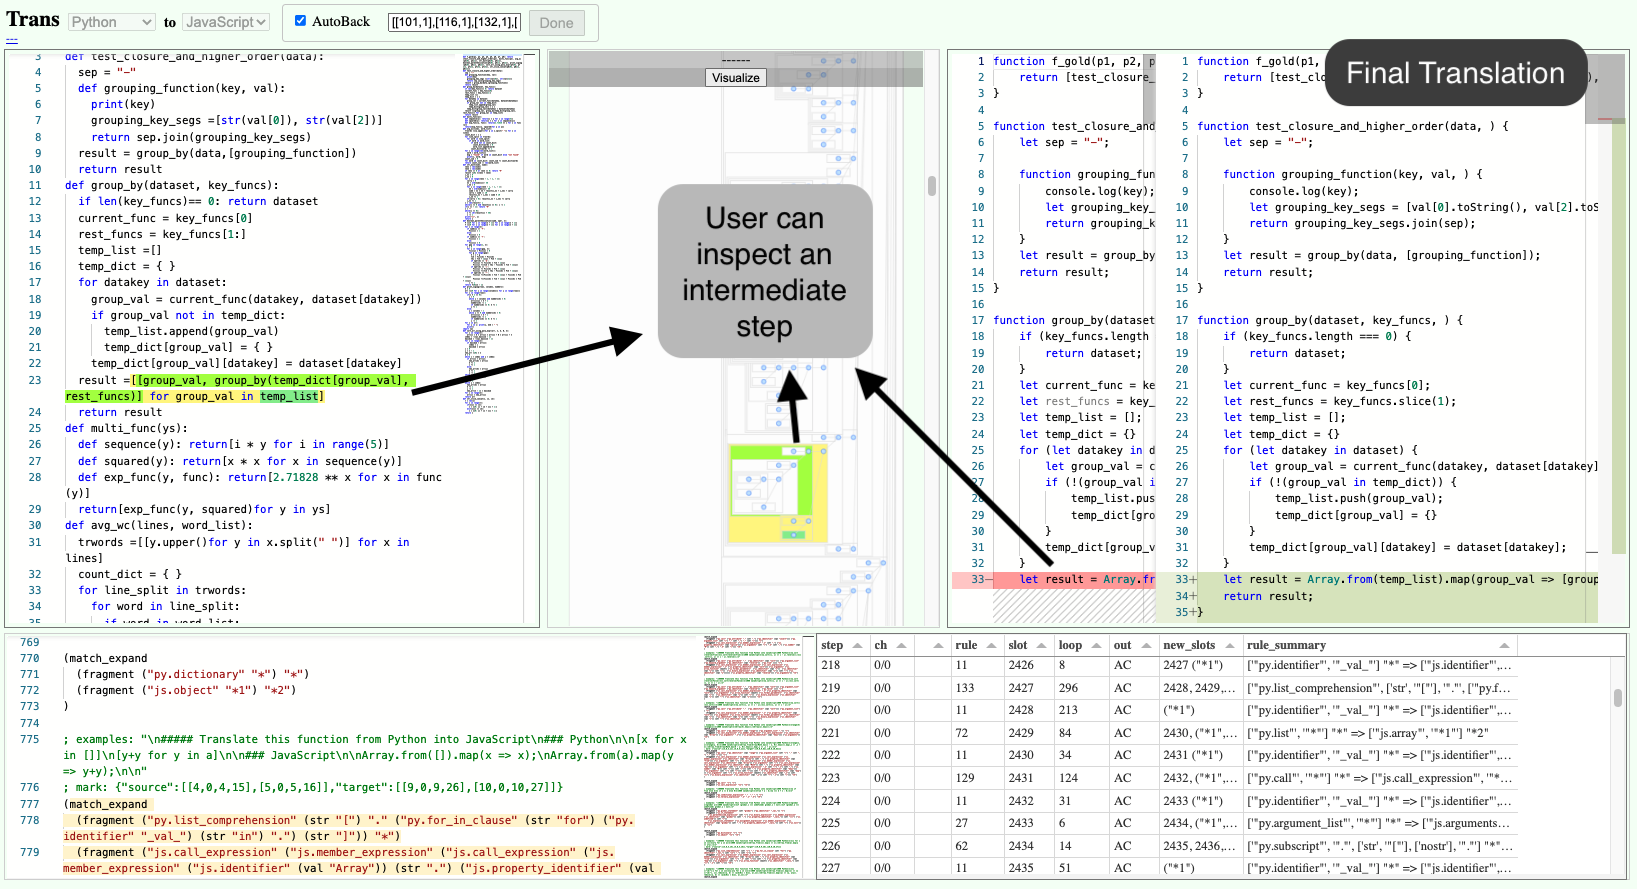 Trans Python to JavaScript AutoBack [[101,1],[116,1],[132,1],[ Done
---
3 def test_closure_and_higher_order(data):
4 sep = "-"
5 def grouping_function(key, val):
6 print(key)
7 grouping_key_segs =[str(val[0]), str(val[2])]
8 return sep.join(grouping_key_segs)
9 result = group_by(data,[grouping_function])
10 return result
11 def group_by(dataset, key_funcs):
12 if len(key_funcs)== 0: return dataset
13 current_func = key_funcs[0]
14 rest_funcs = key_funcs[1:]
15 temp_list =[]
16 temp_dict = { }
17 for datakey in dataset:
18 group_val = current_func(datakey, dataset[datakey])
19 if group_val not in temp_dict:
20 temp_list.append(group_val)
21 temp_dict[group_val] = { }
22 temp_dict[group_val][datakey] = dataset[datakey]
23 result =[[group_val, group_by(temp_dict[group_val],
rest_funcs)] for group_val in temp_list]
24 return result
25 def multi_func(ys):
26 def sequence(y): return[i * y for i in range(5)]
27 def squared(y): return[x * x for x in sequence(y)]
28 def exp_func(y, func): return[2.71828 ** x for x in func
(y)]
29 return[exp_func(y, squared)for y in ys]
30 def avg_wc(lines, word_list):
31 trwords =[[y.upper()for y in x.split(" ")] for x in
lines]
32 count_dict = { }
33 for line_split in trwords:
34 for word in line_split:
35 if word in word_list:
------
Visualize
User can
inspect an
intermediate
step
Final Translation
1 function f_gold(p1, p2, p
2 return [test_closure_
3 }
4
5 function test_closure_and
6 let sep = "-";
7
8 function grouping_fun
9 console.log(key);
10 let grouping_key_
11 return grouping_k
12 }
13 let result = group_by
14 return result;
15 }
16
17 function group_by(dataset
18 if (key_funcs.length
19 return dataset;
20 }
21 let current_func = ke
22 let rest_funcs = key_
23 let temp_list = [];
24 let temp_dict = {}
25 for (let datakey in d
26 let group_val = c
27 if (!(group_val i
28 temp_list.pus
29 temp_dict[gro
30 }
31 temp_dict[group_v
32 }
33- let result = Array.fr
1 function f_gold(p1,
2 return [test_clo ),
3 }
4
5 function test_closure_and_higher_order(data, ) {
6 let sep = "-";
7
8 function grouping_function(key, val, ) {
9 console.log(key);
10 let grouping_key_segs = [val[0].toString(), val[2].toS
11 return grouping_key_segs.join(sep);
12 }
13 let result = group_by(data, [grouping_function]);
14 return result;
15 }
16
17 function group_by(dataset, key_funcs, ) {
18 if (key_funcs.length === 0) {
19 return dataset;
20 }
21 let current_func = key_funcs[0];
22 let rest_funcs = key_funcs.slice(1);
23 let temp_list = [];
24 let temp_dict = {}
25 for (let datakey in dataset) {
26 let group_val = current_func(datakey, dataset[datakey]
27 if (!(group_val in temp_dict)) {
28 temp_list.push(group_val);
29 temp_dict[group_val] = {}
30 }
31 temp_dict[group_val][datakey] = dataset[datakey];
32 }
33+ let result = Array.from(temp_list).map(group_val => [group
34+ return result;
35+ }
769
770 (match_expand
771 (fragment ("py.dictionary" "*") "*")
772 (fragment ("js.object" "*1") "*2")
773 )
774
775 ; examples: "\n##### Translate this function from Python into JavaScript\n### Python\n\n[x for x
in []]\n[y+y for y in a]\n\n### JavaScript\n\nArray.from([]).map(x => x);\nArray.from(a).map(y
=> y+y);\n\n"
776 ; mark: {"source":[[4,0,4,15],[5,0,5,16]],"target":[[9,0,9,26],[10,0,10,27]]}
777 (match_expand
778 (fragment ("py.list_comprehension" (str "[") "." ("py.for_in_clause" (str "for") ("py.
identifier" "_val_") (str "in") ".") (str "]")) "*")
779 (fragment ("js.call_expression" ("js.member_expression" ("js.call_expression" ("js.
member_expression" ("js.identifier" (val "Array")) (str ".") ("js.property_identifier" (val
step ch rule slot loop out new_slots rule_summary
218 0/0 11 2426 8 AC 2427 ("*1") ['"py.identifier"', '"_val_"'] "*" => ['"js.identifier"',...
219 0/0 133 2427 296 AC 2428, 2429,... ['"py.list_comprehension"', ['str', '"["'], '"."', ['"py.f...
220 0/0 11 2428 213 AC ("*1") ['"py.identifier"', '"_val_"'] "*" => ['"js.identifier"',...
221 0/0 72 2429 84 AC 2430, ("*1",... ['"py.list"', '"*"'] "*" => ['"js.array"', '"*1"'] "*2"
222 0/0 11 2430 34 AC 2431 ("*1") ['"py.identifier"', '"_val_"'] "*" => ['"js.identifier"',...
223 0/0 129 2431 124 AC 2432, ("*1",... ['"py.call"', '"*"'] "*" => ['"js.call_expression"', '"*...
224 0/0 11 2432 31 AC 2433 ("*1") ['"py.identifier"', '"_val_"'] "*" => ['"js.identifier"',...
225 0/0 27 2433 6 AC 2434, ("*1",... ['"py.argument_list"', '"*"'] "*" => ['"js.arguments...
226 0/0 62 2434 14 AC 2435, 2436,... ['"py.subscript"', '"."', ['str', '"["'], ['nostr'], '"."'] "*"...
227 0/0 11 2435 51 AC ("*1") ['"py.identifier"', '"_val_"'] "*" => ['"js.identifier"',...